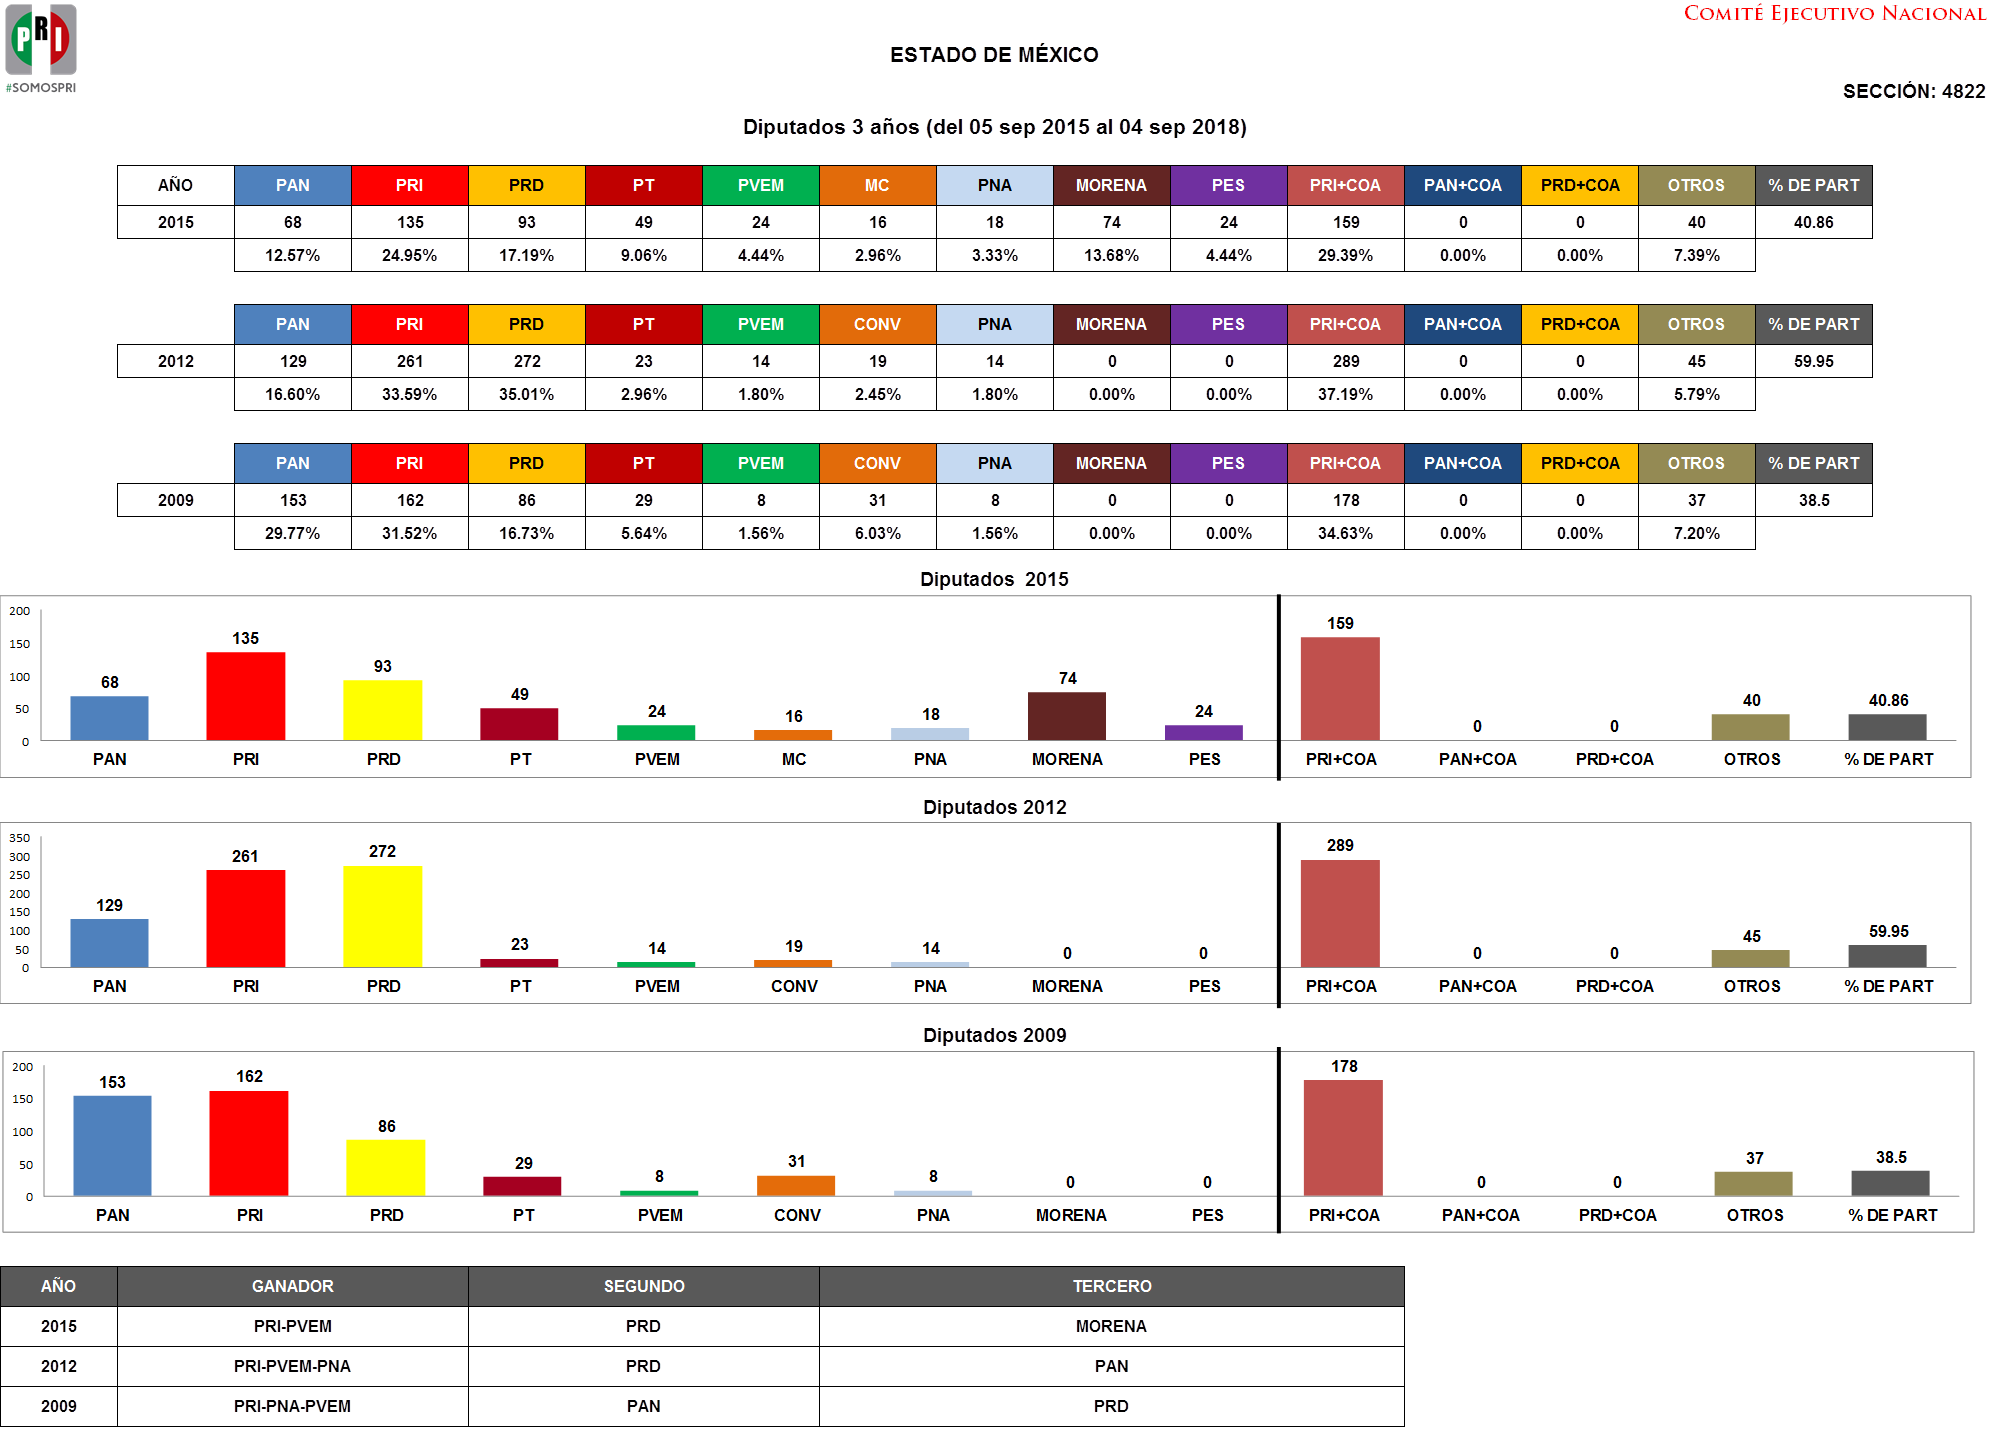 PRI
#SOMOSPRI
COMITÉ EJECUTIVO NACIONAL
ESTADO DE MÉXICO
SECCIÓN: 4822
Diputados 3 años (del 05 sep 2015 al 04 sep 2018)
AÑO PAN PRI PRD PT PVEM MC PNA MORENA PES PRI+COA PAN+COA PRD+COA OTROS % DE PART
2015 68 135 93 49 24 16 18 74 24 159 0 0 40 40.86
12.57% 24.95% 17.19% 9.06% 4.44% 2.96% 3.33% 13.68% 4.44% 29.39% 0.00% 0.00% 7.39%
PAN PRI PRD PT PVEM CONV PNA MORENA PES PRI+COA PAN+COA PRD+COA OTROS % DE PART
2012 129 261 272 23 14 19 14 0 0 289 0 0 45 59.95
16.60% 33.59% 35.01% 2.96% 1.80% 2.45% 1.80% 0.00% 0.00% 37.19% 0.00% 0.00% 5.79%
PAN PRI PRD PT PVEM CONV PNA MORENA PES PRI+COA PAN+COA PRD+COA OTROS % DE PART
2009 153 162 86 29 8 31 8 0 0 178 0 0 37 38.5
29.77% 31.52% 16.73% 5.64% 1.56% 6.03% 1.56% 0.00% 0.00% 34.63% 0.00% 0.00% 7.20%
Diputados 2015
200
150
100
50
0
68 135 93 49 24 16 18 74 24 159 0 0 40 40.86
PAN PRI PRD PT PVEM MC PNA MORENA PES PRI+COA PAN+COA PRD+COA OTROS % DE PART
Diputados 2012
350
300
250
200
150
100
50
0
129 261 272 23 14 19 14 0 0 289 0 0 45 59.95
PAN PRI PRD PT PVEM CONV PNA MORENA PES PRI+COA PAN+COA PRD+COA OTROS % DE PART
Diputados 2009
200
150
100
50
0
153 162 86 29 8 31 8 0 0 178 0 0 37 38.5
PAN PRI PRD PT PVEM CONV PNA MORENA PES PRI+COA PAN+COA PRD+COA OTROS % DE PART
AÑO GANADOR SEGUNDO TERCERO
2015 PRI-PVEM PRD MORENA
2012 PRI-PVEM-PNA PRD PAN
2009 PRI-PNA-PVEM PAN PRD